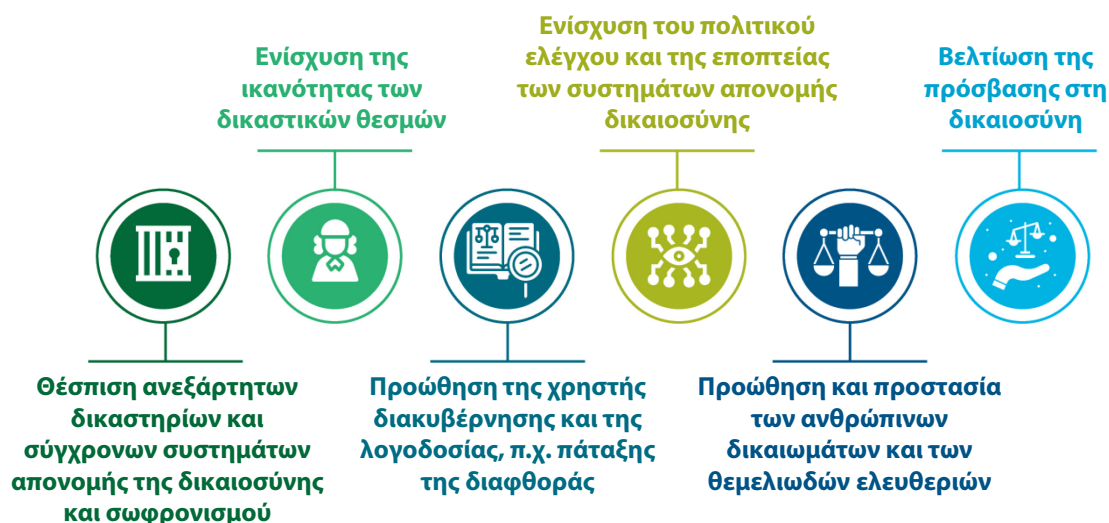 Ενίσχυση της
ικανότητας των
δικαστικών θεσμών
Ενίσχυση του πολιτικού
ελέγχου και της εποπτείας
των συστημάτων απονομής
δικαιοσύνης
Βελτίωση της
πρόσβασης στη
δικαιοσύνη
Θέσπιση ανεξάρτητων
δικαστηρίων και
σύγχρονων συστημάτων
απονομής της δικαιοσύνης
και σωφρονισμού
Προώθηση της χρηστής
διακυβέρνησης και της
λογοδοσίας, π.χ. πάταξης
της διαφθοράς
Προώθηση και προστασία
των ανθρώπινων
δικαιωμάτων και των
θεμελιωδών ελευθεριών